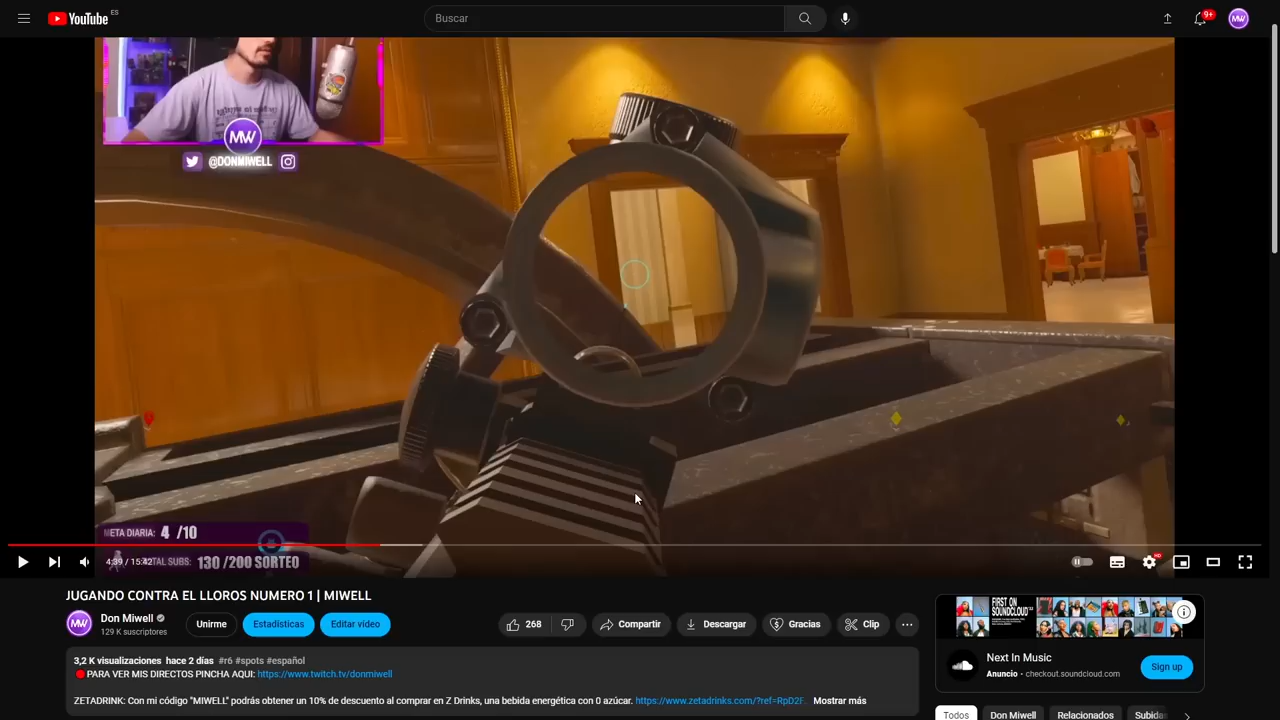 YouTube ES
Buscar
9+
MW
MW
@DONMIWELL
META DIARIA: 4 /10
TOTAL SUBS: 130 /200 SORTEO
4:39 / 15:42
HD
JUGANDO CONTRA EL LLOROS NUMERO 1 | MIWELL
MW
Don Miwell
129 K suscriptores
Unirme
Estadísticas
Editar vídeo
268
Compartir
Descargar
Gracias
Clip
3,2 K visualizaciones hace 2 días #r6 #spots #español
PARA VER MIS DIRECTOS PINCHA AQUI: https://www.twitch.tv/donmiwell
ZETADRINK: Con mi código "MIWELL" podrás obtener un 10% de descuento al comprar en Z Drinks, una bebida energética con 0 azúcar. https://www.zetadrinks.com/?ref=RpD2F Mostrar más
FIRST ON
SOUNDCLOUD
Next In Music
Anuncio • checkout.soundcloud.com
Sign up
Todos
Don Miwell
Relacionados
Subida